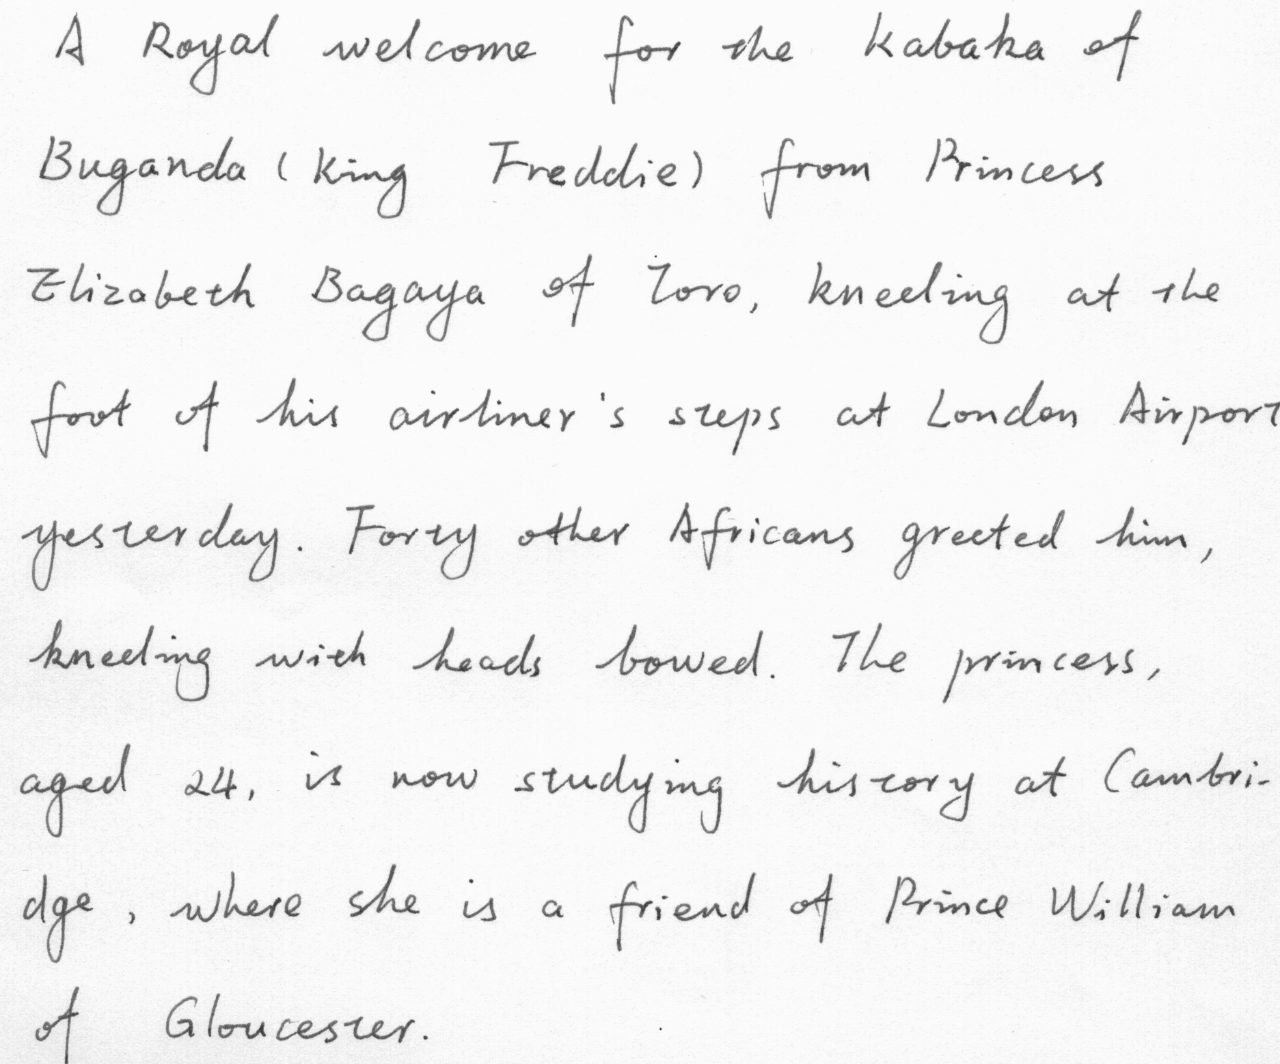 A Royal welcome for the Kabaka of
Buganda (King Freddie) from Princess
Elizabeth Bagaya of Toro, kneeling at the
foot of his airliner's steps at London Airport
yesterday. Forty other Africans greeted him,
kneeling with heads bowed. The princess,
aged 24, is now studying history at Cambri-
dge, where she is a friend of Prince William
of Gloucester.